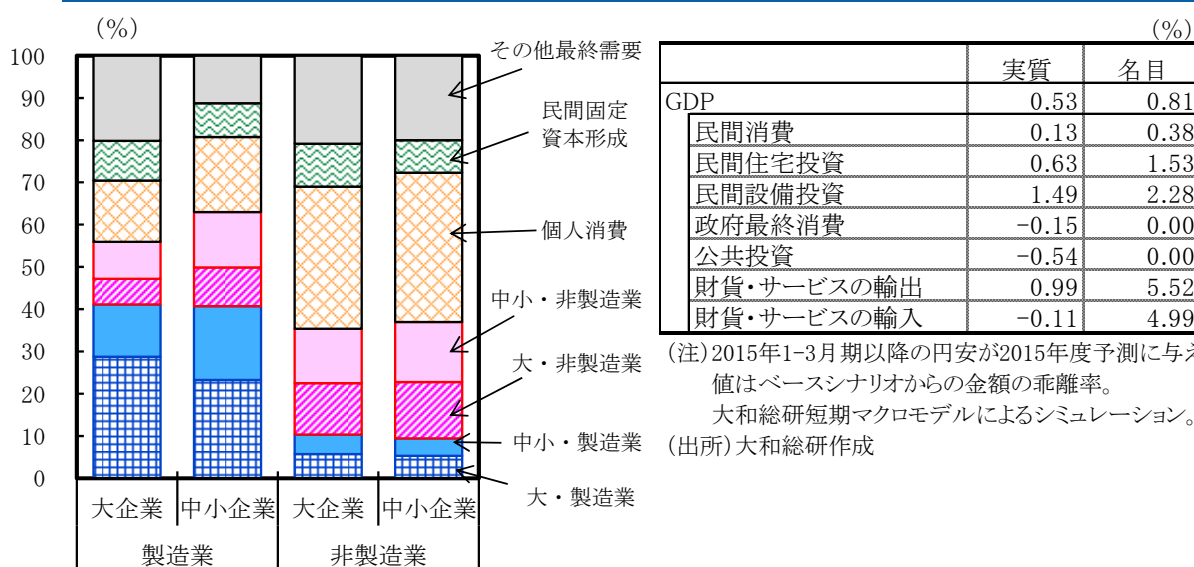 (%)
100
90
80
70
60
50
40
30
20
10
0
その他最終需要
民間固定
資本形成
個人消費
中小・非製造業
大・非製造業
中小・製造業
大・製造業
大企業 中小企業 大企業 中小企業
製造業 非製造業
(%)
実質 名目
GDP 0.53 0.81
民間消費 0.13 0.38
民間住宅投資 0.63 1.53
民間設備投資 1.49 2.28
政府最終消費 -0.15 0.00
公共投資 -0.54 0.00
財貨・サービスの輸出 0.99 5.52
財貨・サービスの輸入 -0.11 4.99
(注)2015年1-3月期以降の円安が2015年度予測に与え
値はベースシナリオからの金額の乖離率。
大和総研短期マクロモデルによるシミュレーション。
(出所)大和総研作成